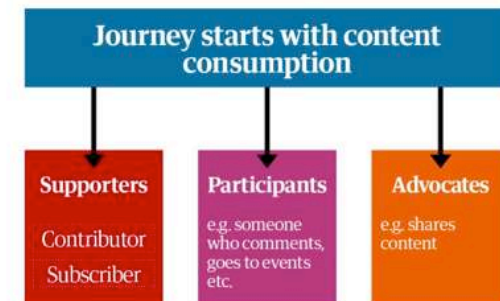 Journey starts with content
consumption
Supporters
Contributor
Subscriber
Participants
e.g. someone
who comments,
goes to events
etc.
Advocates
e.g. shares
content